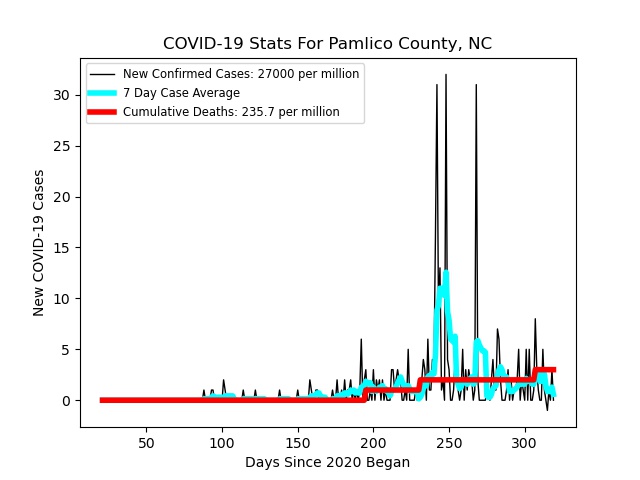 COVID-19 Stats For Pamlico County, NC
New Confirmed Cases: 27000 per million
7 Day Case Average
Cumulative Deaths: 235.7 per million
New COVID-19 Cases
30
25
20
15
10
5
0
50 100 150 200 250 300
Days Since 2020 Began